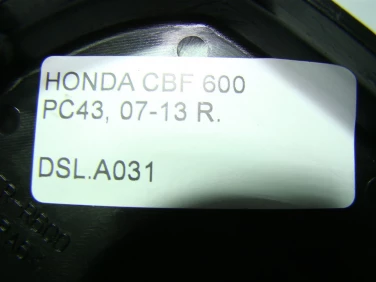 HONDA CBF 600
PC43, 07-13 R.
DSL.A031